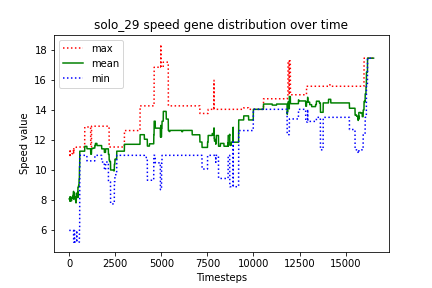 solo_29 speed gene distribution over time
max
mean
min
Speed value
18
16
14
12
10
8
6
0
2500
5000
7500
10000
12500
15000
Timesteps